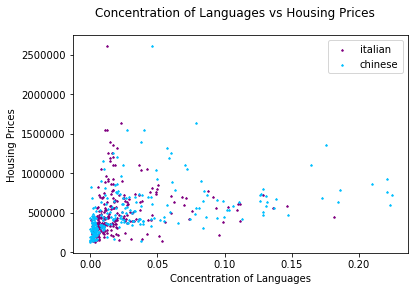 Concentration of Languages vs Housing Prices
italian
chinese
2500000
2000000
1500000
1000000
500000
0
Housing Prices
0.00
0.05
0.10
0.15
0.20
Concentration of Languages